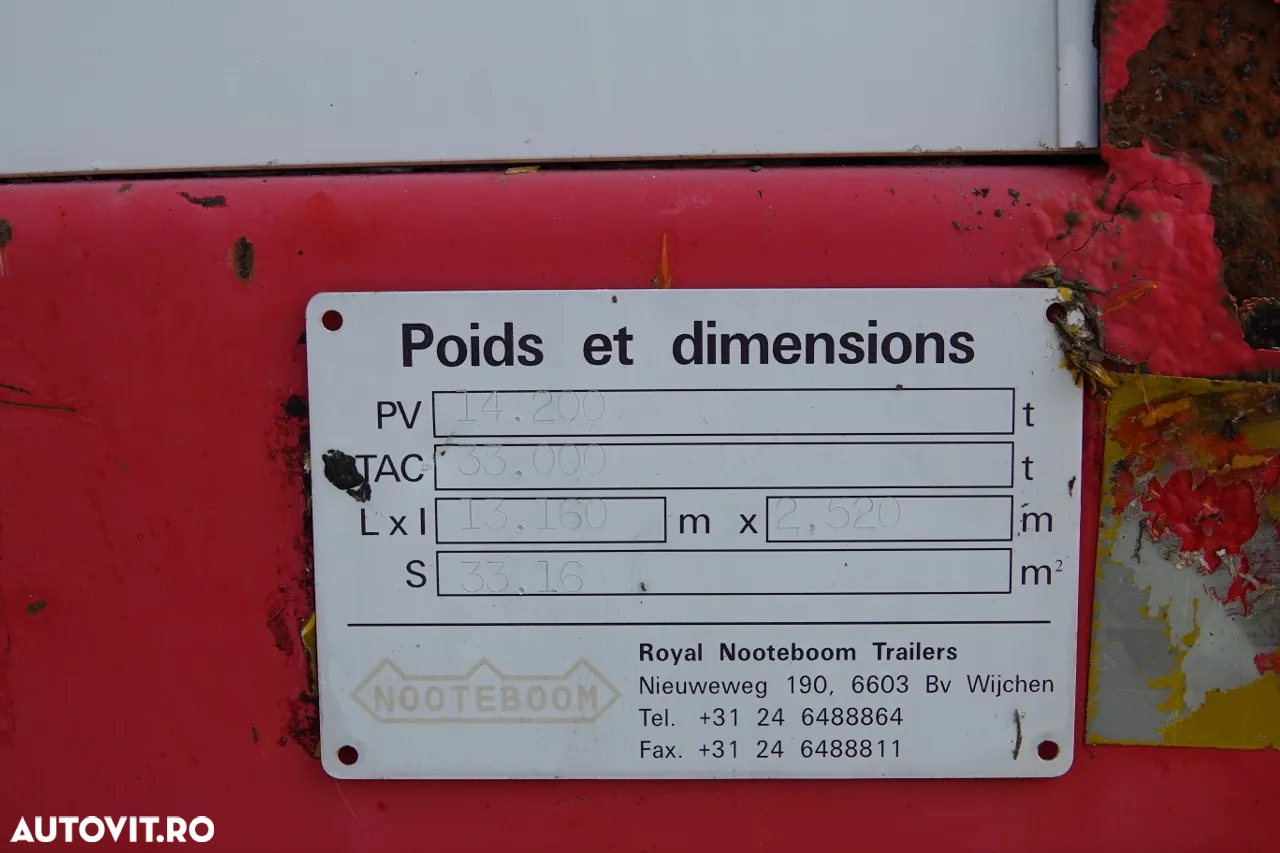 Poids et dimensions
PV 14.200 t
TAC 33.000 t
L x l 13.160 m x 2,520 m
S 33.16 m²
NOOTEBOOM
Royal Nooteboom Trailers
Nieuweweg 190, 6603 Bv Wijchen
Tel. +31 24 6488864
Fax. +31 24 6488811
AUTOVIT.RO